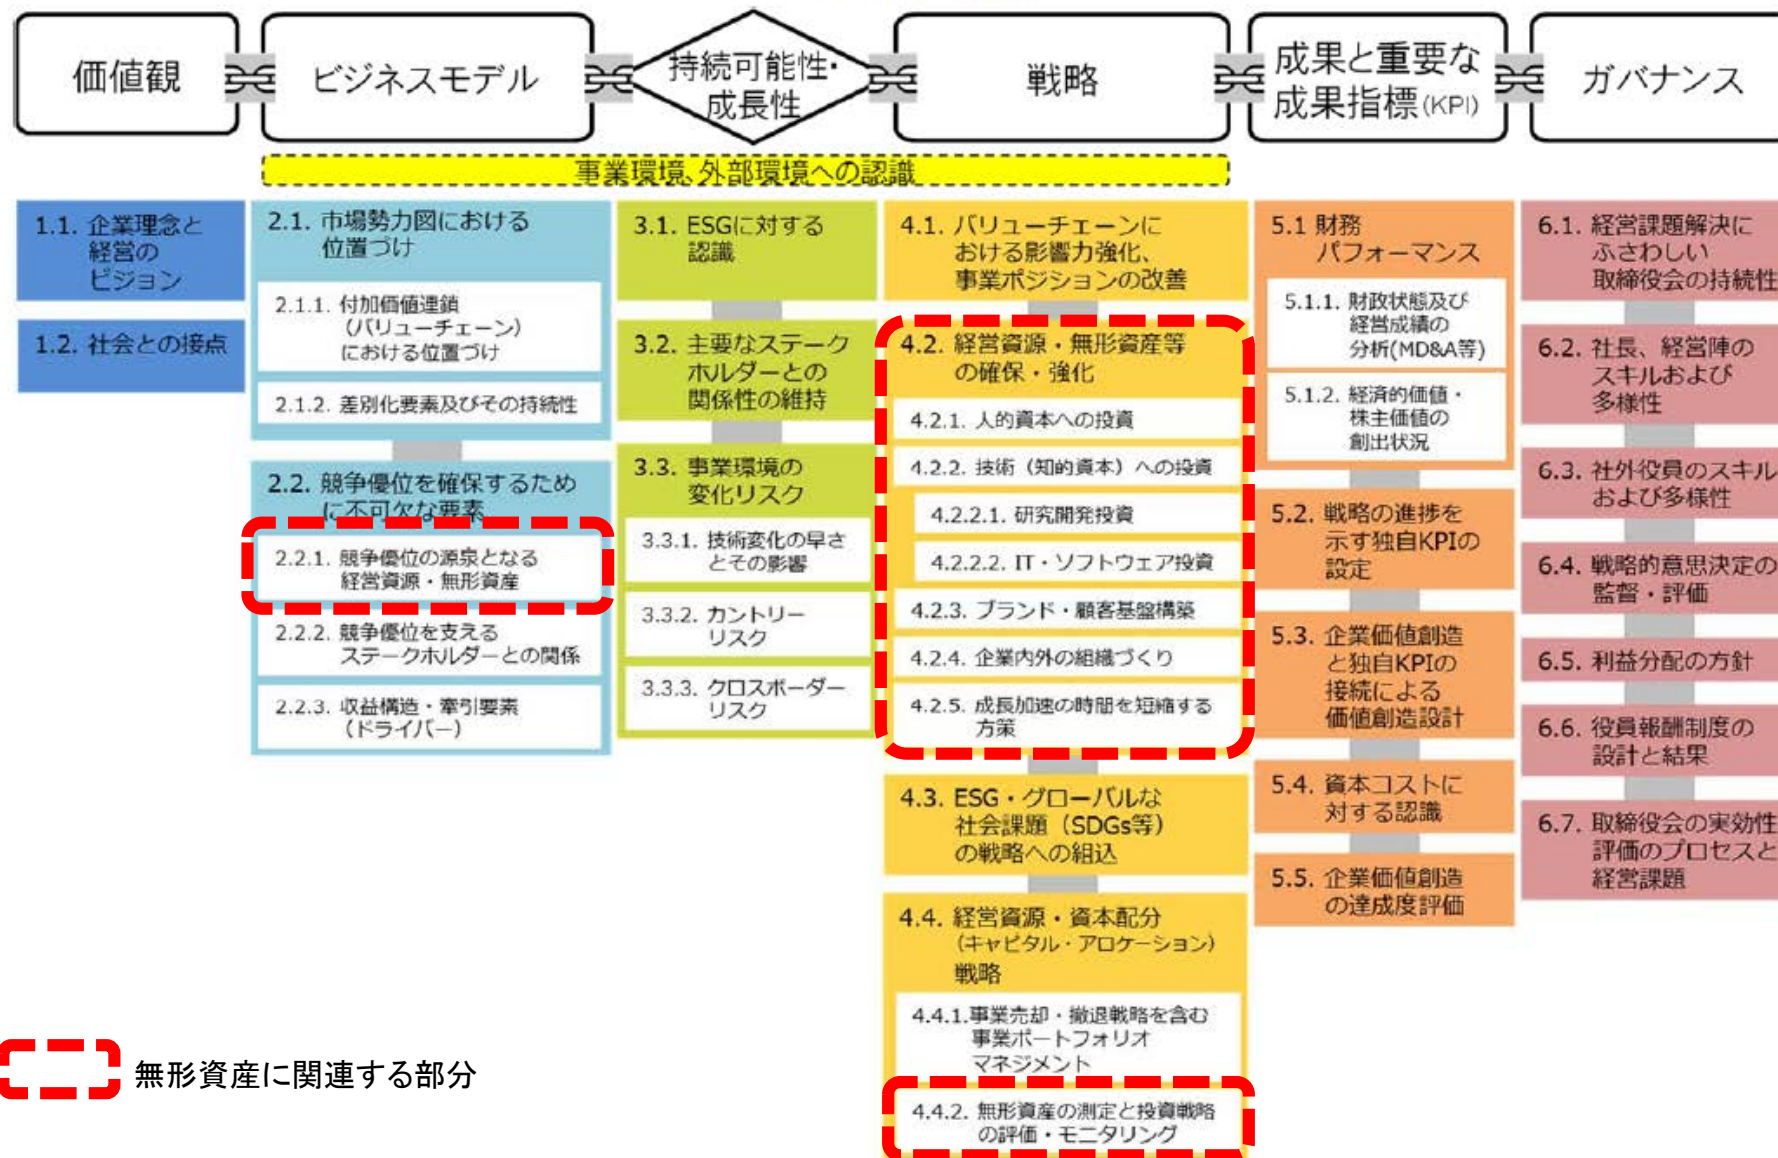 価値観
ビジネスモデル
持続可能性・
成長性
戦略
成果と重要な
成果指標(KPI)
ガバナンス
事業環境、外部環境への認識
1.1. 企業理念と
経営の
ビジョン
1.2. 社会との接点
2.1. 市場勢力図における
位置づけ
2.1.1. 付加価値連鎖
(バリューチェーン)
における位置づけ
2.1.2. 差別化要素及びその持続性
2.2. 競争優位を確保するため
に不可欠な要素
2.2.1. 競争優位の源泉となる
経営資源・無形資産
2.2.2. 競争優位を支える
ステークホルダーとの関係
2.2.3. 収益構造・牽引要素
(ドライバー)
3.1. ESGに対する
認識
3.2. 主要なステーク
ホルダーとの
関係性の維持
3.3. 事業環境の
変化リスク
3.3.1. 技術変化の早さ
とその影響
3.3.2. カントリー
リスク
3.3.3. クロスボーダー
リスク
4.1. バリューチェーンに
おける影響力強化、
事業ポジションの改善
4.2. 経営資源・無形資産等
の確保・強化
4.2.1. 人的資本への投資
4.2.2. 技術（知的資本）への投資
4.2.2.1. 研究開発投資
4.2.2.2. IT・ソフトウェア投資
4.2.3. ブランド・顧客基盤構築
4.2.4. 企業内外の組織づくり
4.2.5. 成長加速の時間を短縮する
方策
4.3. ESG・グローバルな
社会課題（SDGs等）
の戦略への組込
4.4. 経営資源・資本配分
(キャピタル・アロケーション)
戦略
4.4.1.事業売却・撤退戦略を含む
事業ポートフォリオ
マネジメント
4.4.2. 無形資産の測定と投資戦略
の評価・モニタリング
5.1 財務
パフォーマンス
5.1.1. 財政状態及び
経営成績の
分析(MD&A等)
5.1.2. 経済的価値・
株主価値の
創出状況
5.2. 戦略の進捗を
示す独自KPIの
設定
5.3. 企業価値創造
と独自KPIの
接続による
価値創造設計
5.4. 資本コストに
対する認識
5.5. 企業価値創造
の達成度評価
6.1. 経営課題解決に
ふさわしい
取締役会の持続性
6.2. 社長、経営陣の
スキルおよび
多様性
6.3. 社外役員のスキル
および多様性
6.4. 戦略的意思決定の
監督・評価
6.5. 利益分配の方針
6.6. 役員報酬制度の
設計と結果
6.7. 取締役会の実効性
評価のプロセスと
経営課題
無形資産に関連する部分